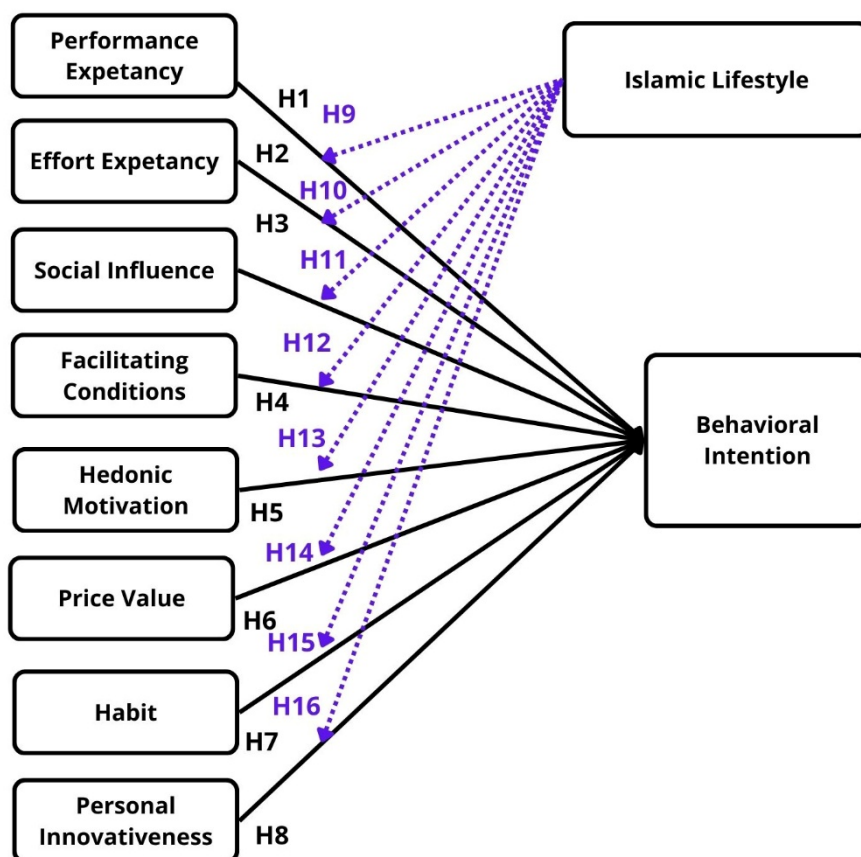 Performance
Expetancy
H1
H9
Islamic Lifestyle
Effort Expetancy
H2
H10
H3
Social Influence
H11
Facilitating
Conditions
H12
H4
Behavioral
Intention
Hedonic
Motivation
H13
H5
Price Value
H14
H6
H15
Habit
H16
H7
Personal
Innovativeness
H8